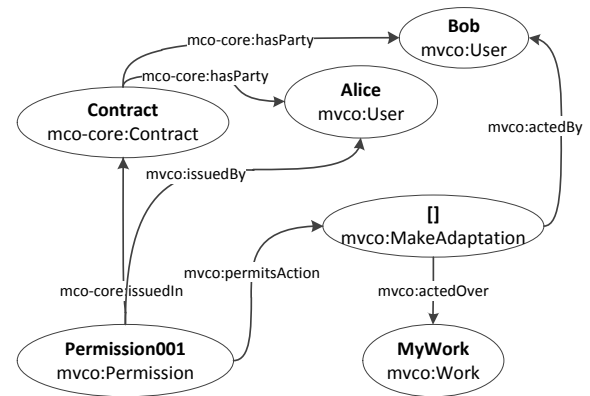 Bob
mvco:User
mco-core:hasParty
mco-core:hasParty
Alice
mvco:User
Contract
mco-core:Contract
mvco:actedBy
mvco:issuedBy
[]
mvco:MakeAdaptation
mvco:permitsAction
mco-core:issuedIn
mvco:actedOver
Permission001
mvco:Permission
MyWork
mvco:Work